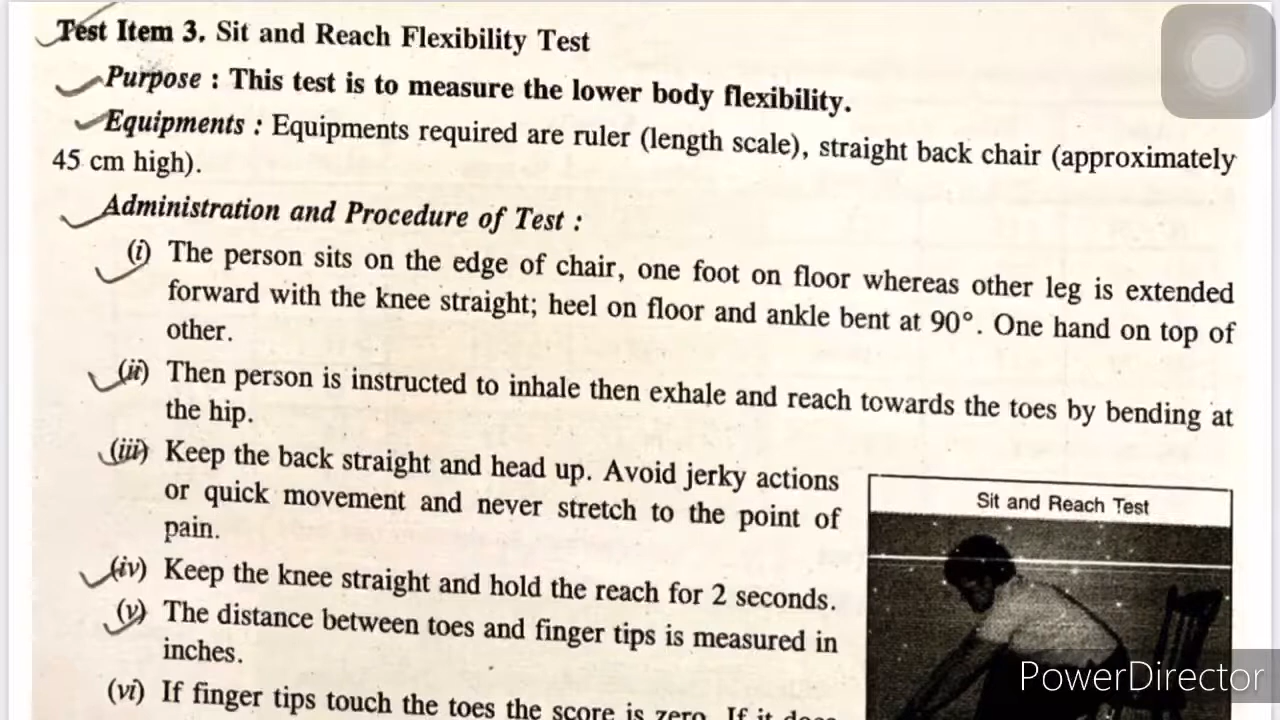 Test Item 3. Sit and Reach Flexibility Test
Purpose : This test is to measure the lower body flexibility.
Equipments : Equipments required are ruler (length scale), straight back chair (approximately
45 cm high).
Administration and Procedure of Test :
(i) The person sits on the edge of chair, one foot on floor whereas other leg is extended
forward with the knee straight; heel on floor and ankle bent at 90°. One hand on top of
other.
(ii) Then person is instructed to inhale then exhale and reach towards the toes by bending at
the hip.
(iii) Keep the back straight and head up. Avoid jerky actions
or quick movement and never stretch to the point of
pain.
(iv) Keep the knee straight and hold the reach for 2 seconds.
(v) The distance between toes and finger tips is measured in
inches.
(vi) If finger tips touch the toes the score is zero. If it does
Sit and Reach Test
PowerDirector